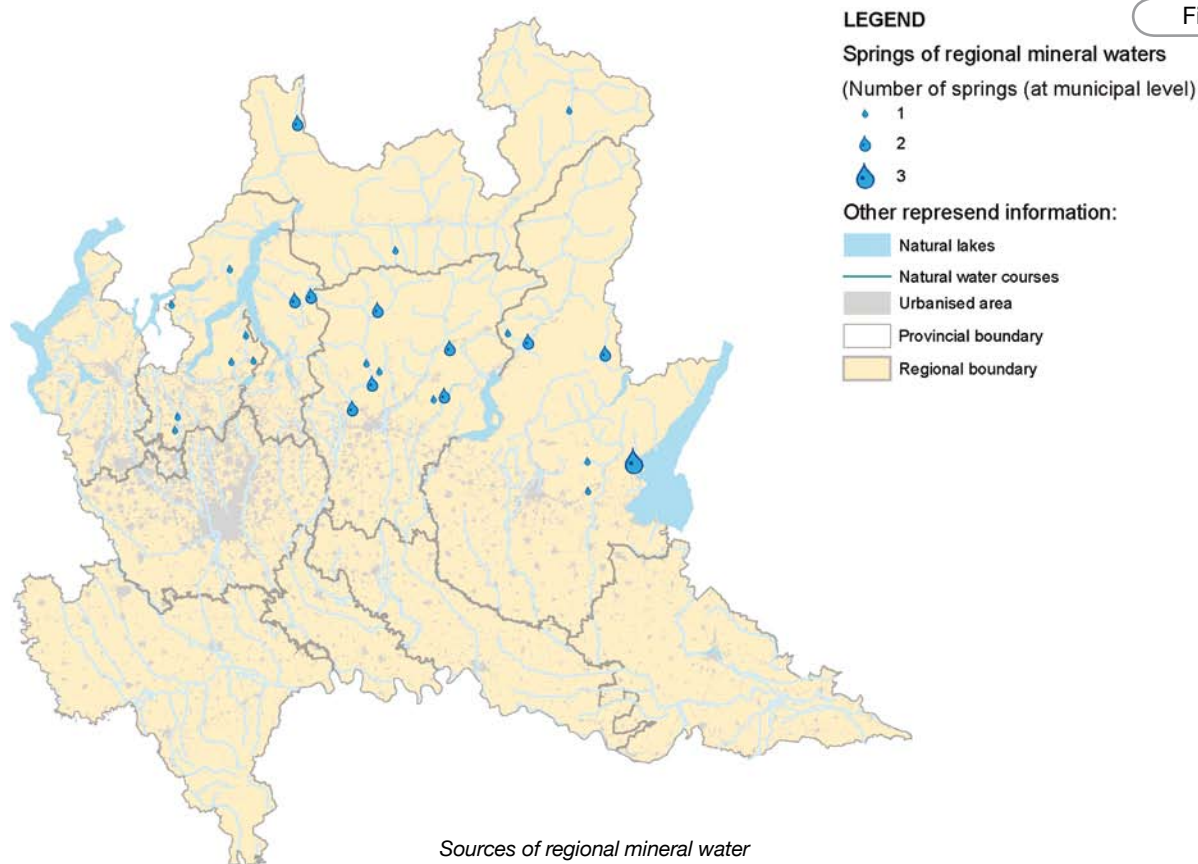 LEGEND
Springs of regional mineral waters
(Number of springs (at municipal level)
1
2
3
Other represend information:
Natural lakes
Natural water courses
Urbanised area
Provincial boundary
Regional boundary
Sources of regional mineral water